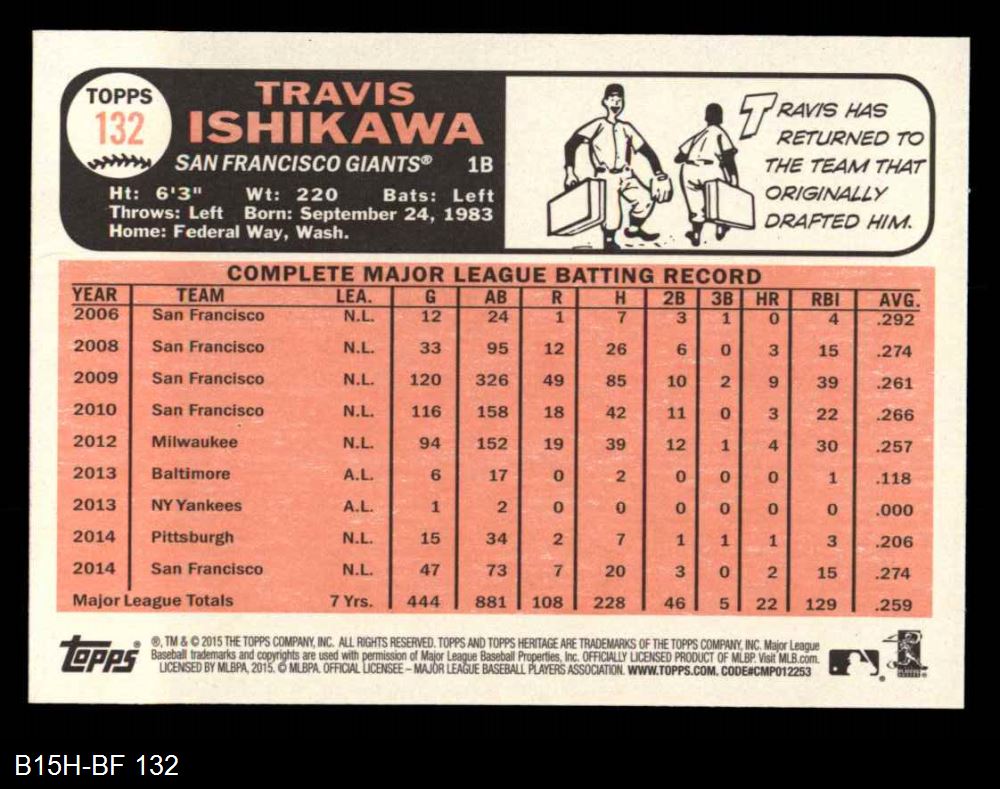 TOPPS
132
TRAVIS
ISHIKAWA
SAN FRANCISCO GIANTS® 1B
Ht: 6'3" Wt: 220 Bats: Left
Throws: Left Born: September 24, 1983
Home: Federal Way, Wash.
TRAVIS HAS
RETURNED TO
THE TEAM THAT
ORIGINALLY
DRAFTED HIM.
COMPLETE MAJOR LEAGUE BATTING RECORD
YEAR TEAM LEA. G AB R H 2B 3B HR RBI AVG.
2006 San Francisco N.L. 12 24 1 7 3 1 0 4 .292
2008 San Francisco N.L. 33 95 12 26 6 0 3 15 .274
2009 San Francisco N.L. 120 326 49 85 10 2 9 39 .261
2010 San Francisco N.L. 116 158 18 42 11 0 3 22 .266
2012 Milwaukee N.L. 94 152 19 39 12 1 4 30 .257
2013 Baltimore A.L. 6 17 0 2 0 0 0 1 .118
2013 NY Yankees A.L. 1 2 0 0 0 0 0 0 .000
2014 Pittsburgh N.L. 15 34 2 7 1 1 1 3 .206
2014 San Francisco N.L. 47 73 7 20 3 0 2 15 .274
Major League Totals 7 Yrs. 444 881 108 228 46 5 22 129 .259
Topps®
®, TM & © 2015 THE TOPPS COMPANY, INC. ALL RIGHTS RESERVED. TOPPS AND TOPPS HERITAGE ARE TRADEMARKS OF THE TOPPS COMPANY, INC. Major League
Baseball trademarks and copyrights are used with permission of Major League Baseball Properties, Inc. OFFICIALLY LICENSED PRODUCT OF MLBP. Visit MLB.com.
LICENSED BY MLBPA, 2015. © MLBPA. OFFICIAL LICENSEE – MAJOR LEAGUE BASEBALL PLAYERS ASSOCIATION. WWW.TOPPS.COM. CODE#CMP012253
B15H-BF 132